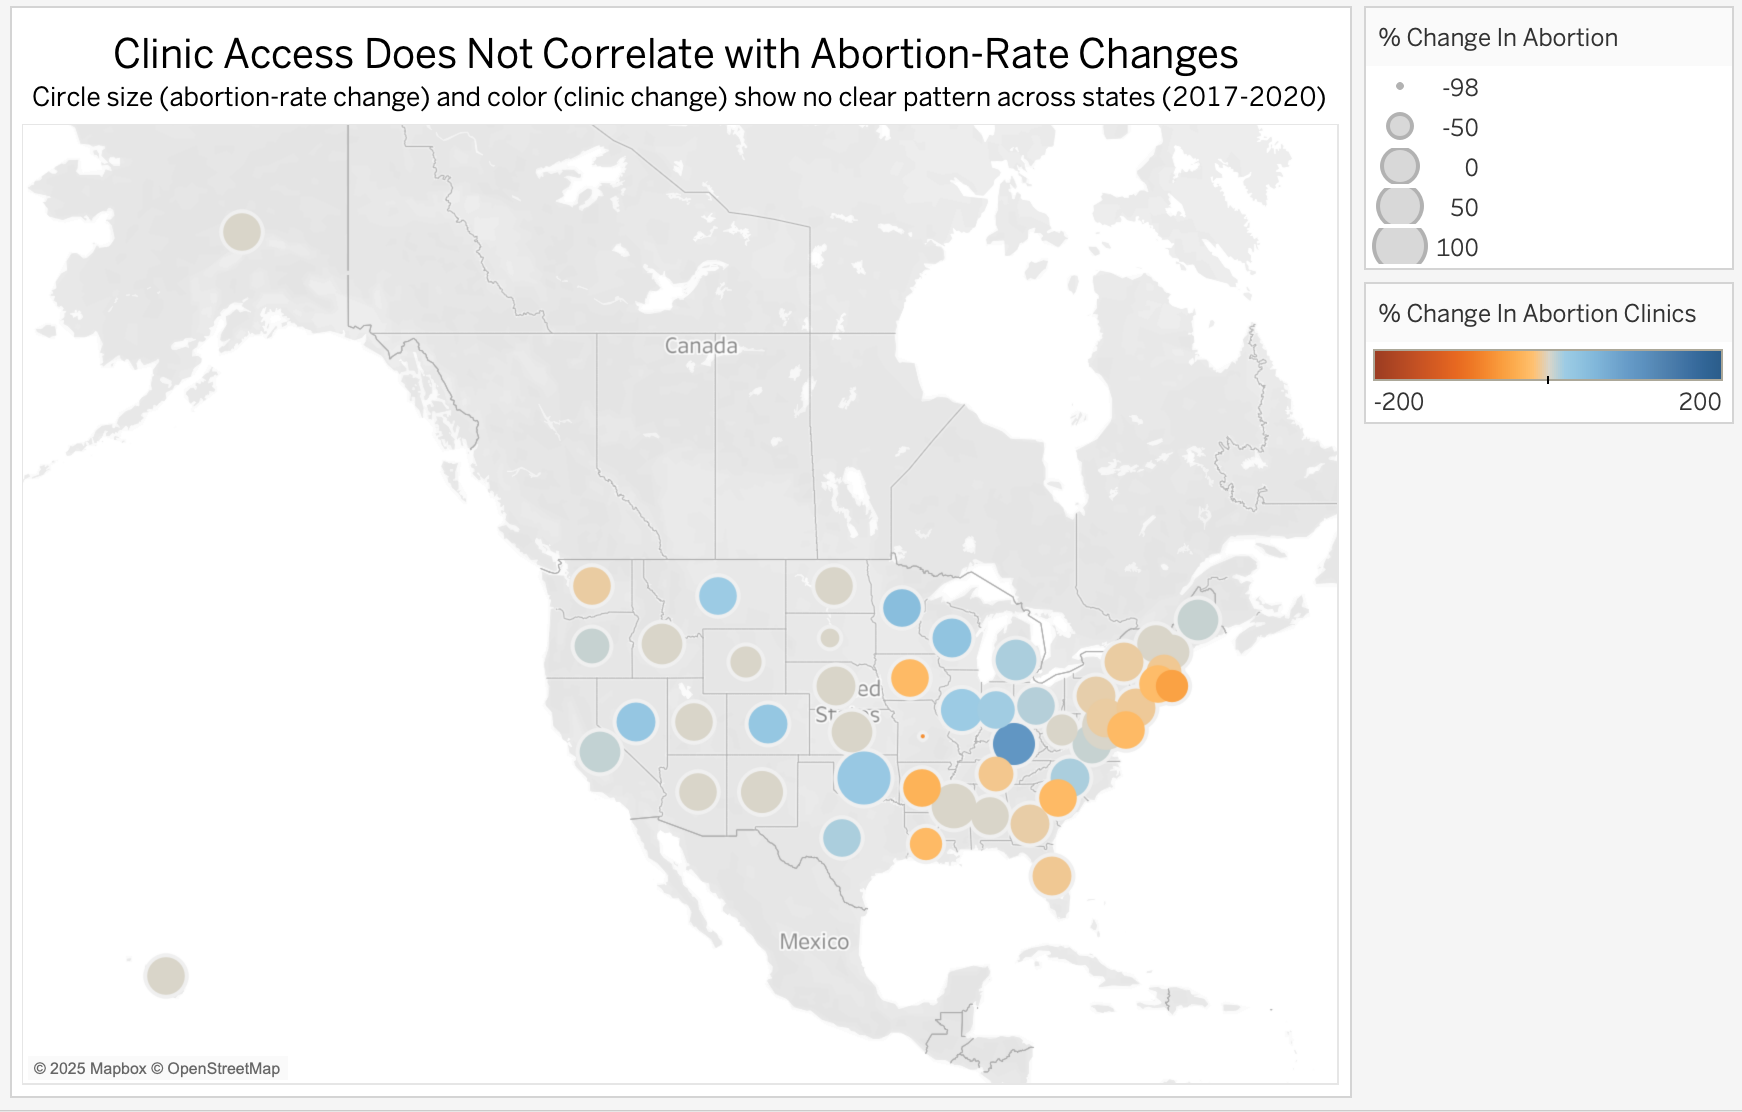 Clinic Access Does Not Correlate with Abortion-Rate Changes
Circle size (abortion-rate change) and color (clinic change) show no clear pattern across states (2017-2020)
% Change In Abortion
-98
-50
0
50
100
% Change In Abortion Clinics
-200 200
Canada
ed
St s
Mexico
© 2025 Mapbox © OpenStreetMap